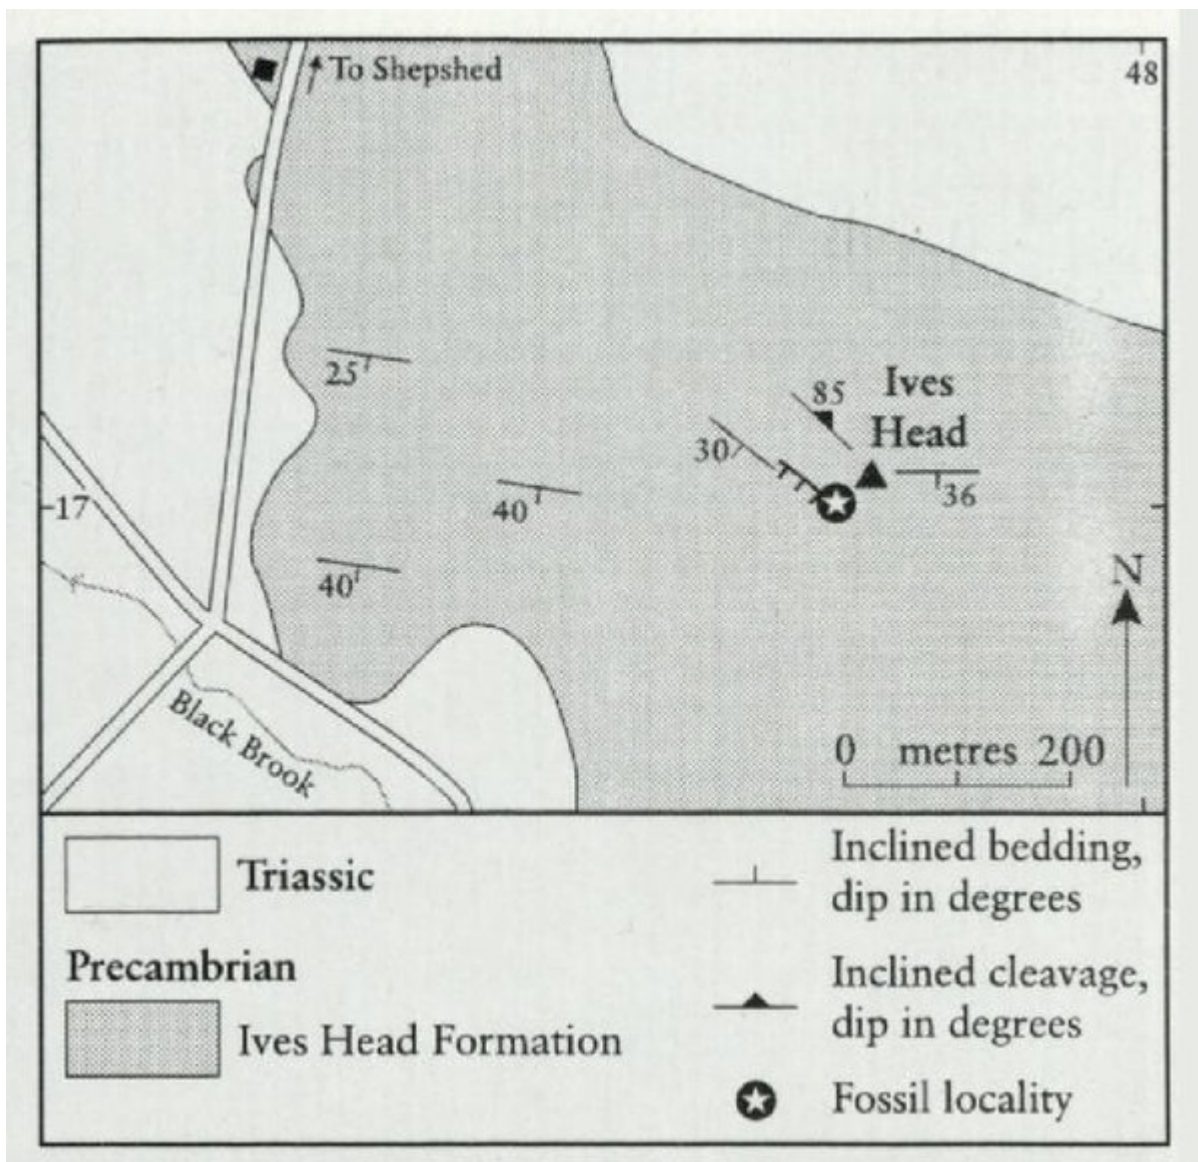 To Shepshed
48
25
85
Ives
Head
30
36
40
17
40
N
Black Brook
0 metres 200
Triassic
Precambrian
Ives Head Formation
Inclined bedding,
dip in degrees
Inclined cleavage,
dip in degrees
Fossil locality